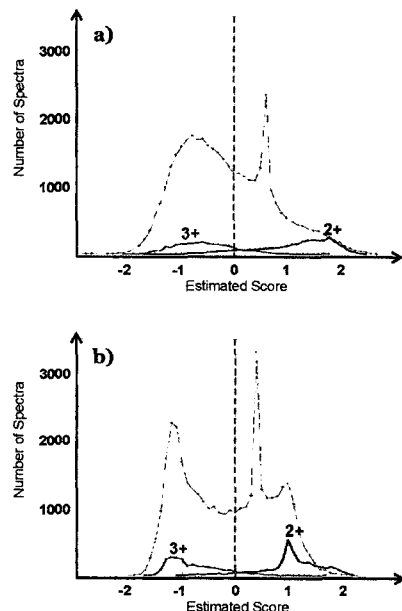 a)
Number of Spectra
3000
2000
1000
3+
2+
-2 -1 0 1 2
Estimated Score
b)
Number of Spectra
3000
2000
1000
3+
2+
-2 -1 0 1 2
Estimated Score